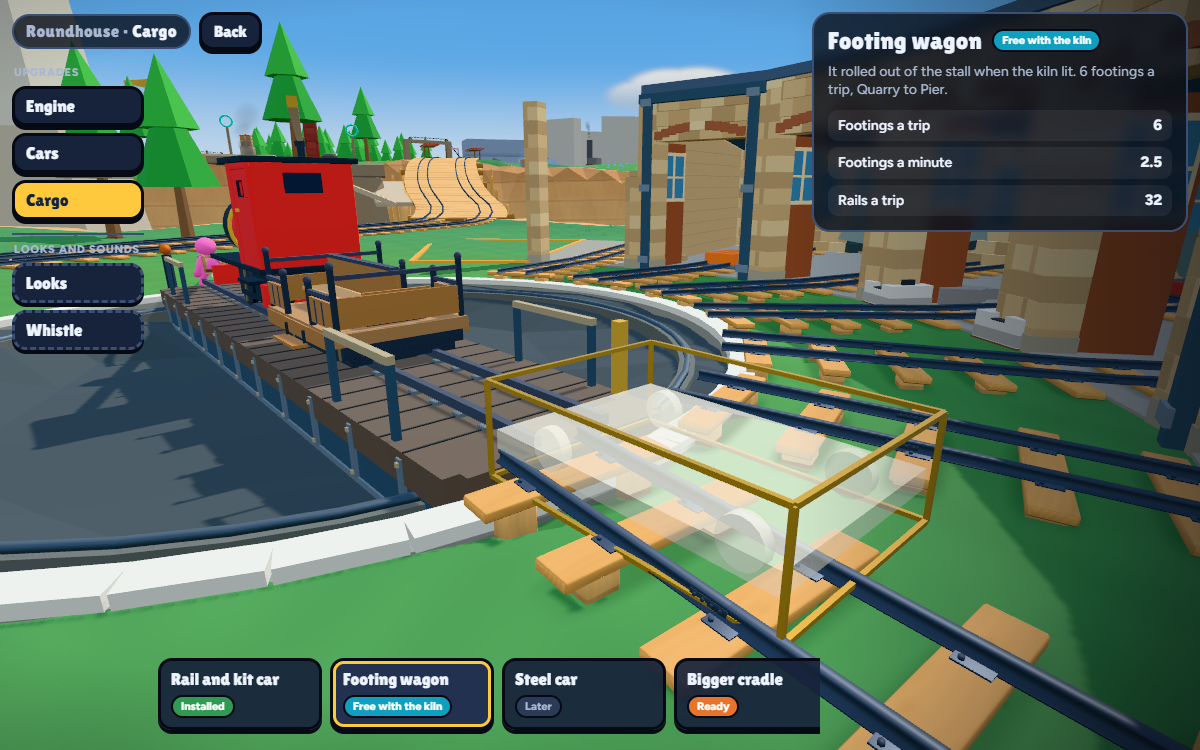 Roundhouse · Cargo
Back
UPGRADES
Engine
Cars
Cargo
LOOKS AND SOUNDS
Looks
Whistle
Footing wagon
Free with the kiln
It rolled out of the stall when the kiln lit. 6 footings a
trip, Quarry to Pier.
Footings a trip 6
Footings a minute 2.5
Rails a trip 32
Rail and kit car
Installed
Footing wagon
Free with the kiln
Steel car
Later
Bigger cradle
Ready